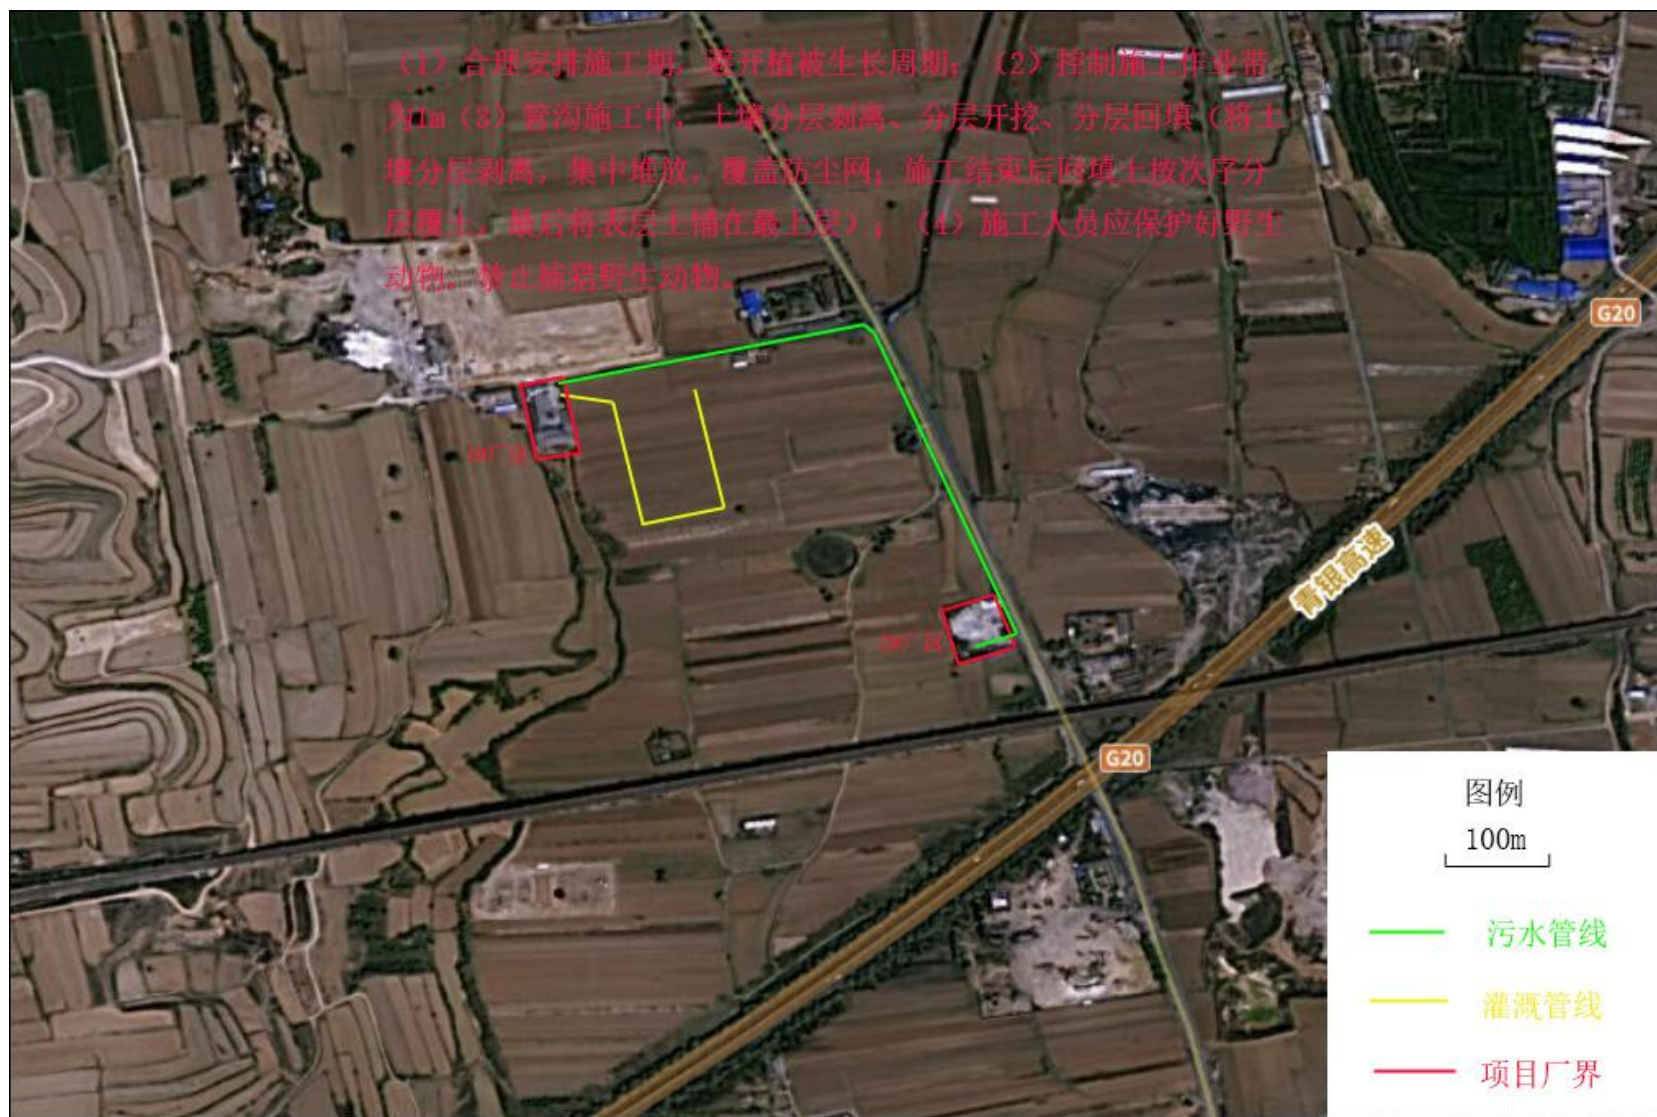 (1) 合理安排施工期，避开植被生长周期；(2) 控制施工作业带
为1m (3) 管沟施工中，土壤分层剥离、分层开挖、分层回填（将土
壤分层剥离，集中堆放，覆盖防尘网；施工结束后回填土按次序分
层覆土，最后将表层土铺在最上层）；(4) 施工人员应保护好野生
动物，禁止捕猎野生动物。
G20
青银高速
G20
图例
100m
污水管线
灌溉管线
项目厂界